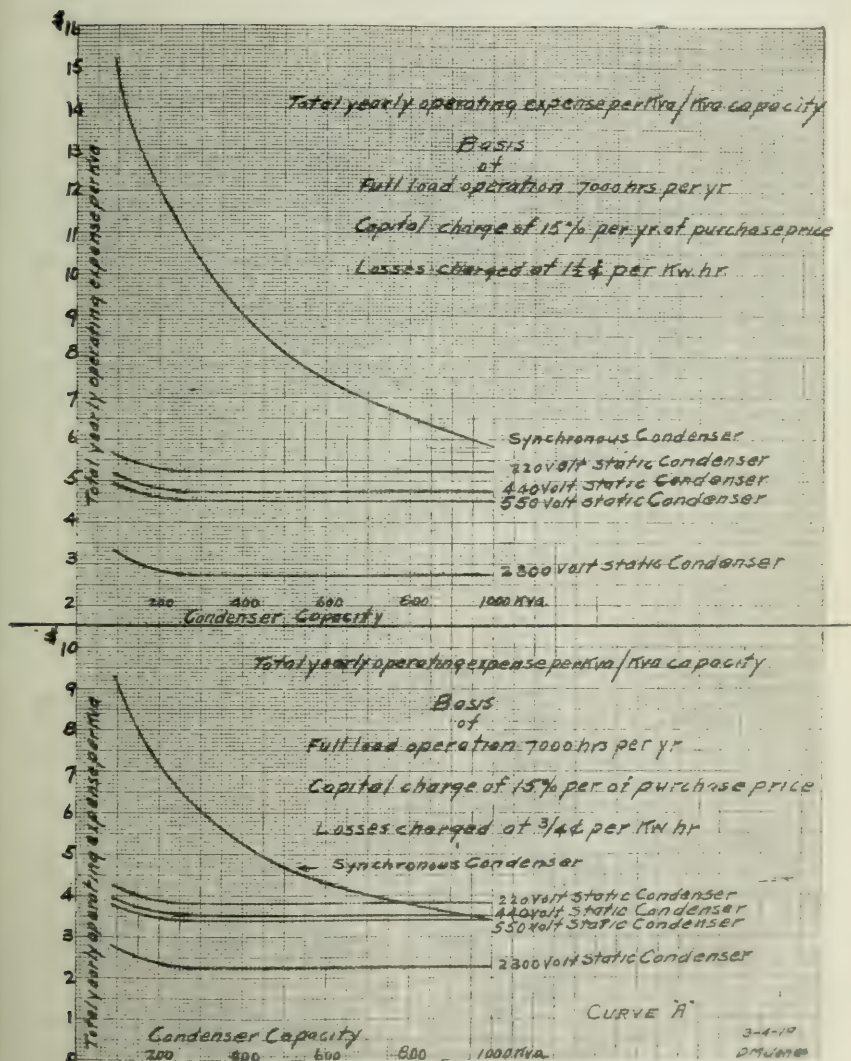 $16
15
14
13
12
11
10
9
8
7
6
5
4
3
2
Total yearly operating expense per Kva
Total yearly operating expense per Kva/Kva capacity
Basis
of
Full load operation 7000 hrs per yr
Capital charge of 15% per yr. of purchase price
Losses charged at 1½ ¢ per Kw. hr.
Synchronous Condenser
220 Volt Static Condenser
440 Volt Static Condenser
550 Volt Static Condenser
2300 Volt Static Condenser
200 400 600 800 1000 Kva.
Condenser Capacity
$10
9
8
7
6
5
4
3
2
1
0
Total yearly operating expense, per Kva
Total yearly operating expense per Kva/Kva capacity
Basis
of
Full load operation 7000 hrs per yr
Capital charge of 15% per of purchase price
Losses charged at 3/4¢ per Kw hr
Synchronous Condenser
220 Volt Static Condenser
440 Volt Static Condenser
550 Volt Static Condenser
2300 Volt Static Condenser
CURVE "A"
Condenser Capacity
200 400 600 800 1000 Kva
3-4-19